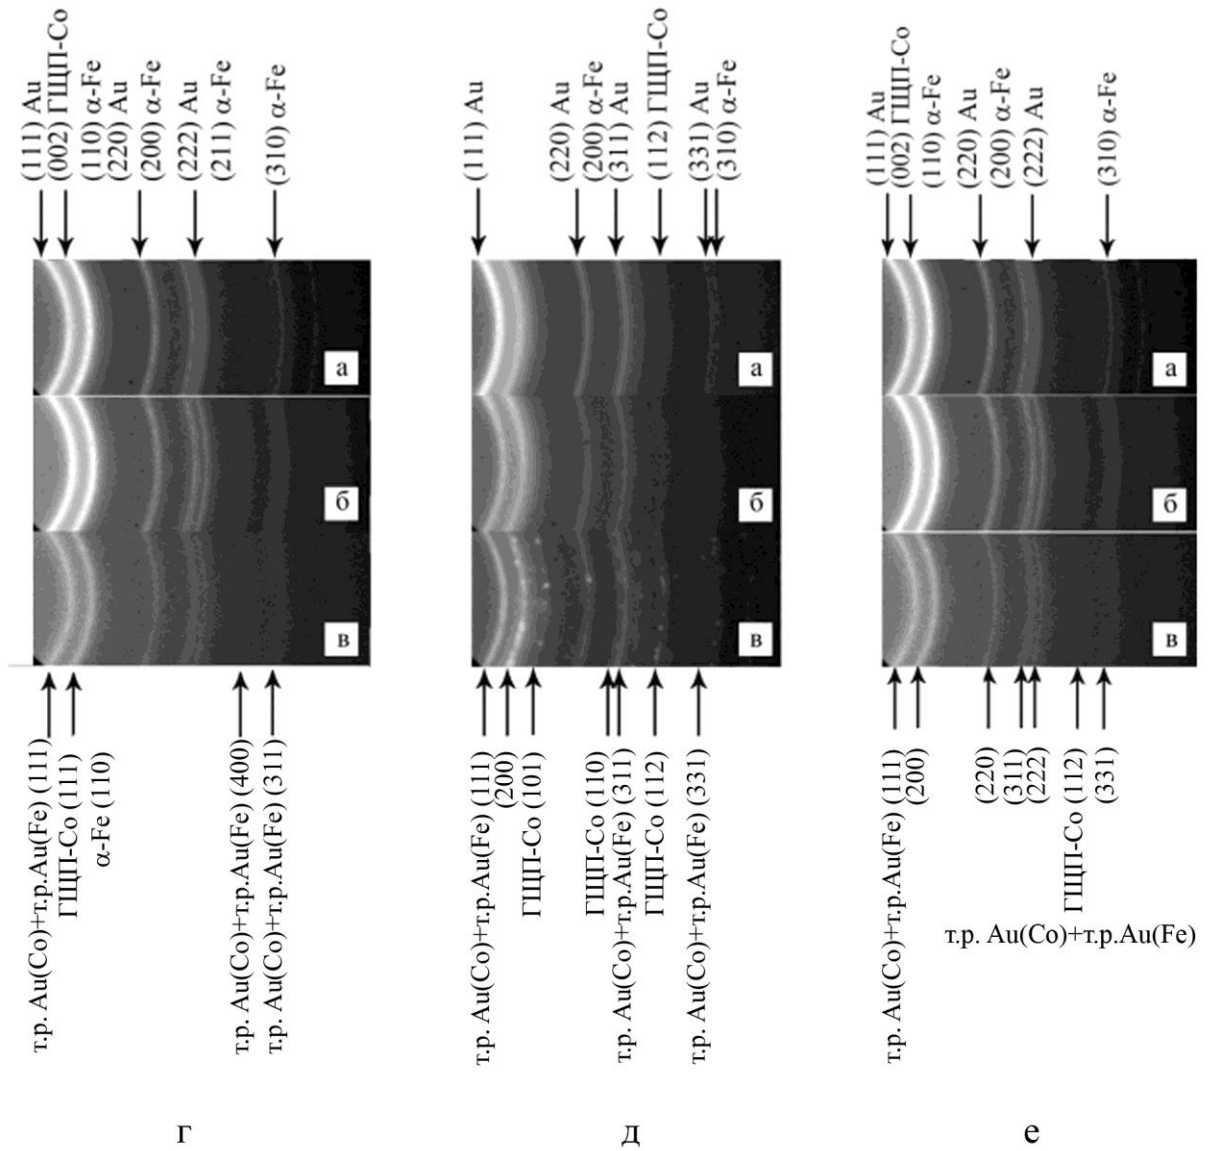 (111) Au
(002) ГЩП-Co
(110) α-Fe
(220) Au
(200) α-Fe
(222) Au
(211) α-Fe
(310) α-Fe
а
б
в
т.р. Au(Co)+т.р.Au(Fe) (111)
ГЩП-Co (111)
α-Fe (110)
т.р. Au(Co)+т.р.Au(Fe) (400)
т.р. Au(Co)+т.р.Au(Fe) (311)
г
(111) Au
(220) Au
(200) α-Fe
(311) Au
(112) ГЩП-Co
(331) Au
(310) α-Fe
а
б
в
т.р. Au(Co)+т.р.Au(Fe) (111)
(200)
ГЩП-Co (101)
ГЩП-Co (110)
т.р. Au(Co)+т.р.Au(Fe) (311)
ГЩП-Co (112)
т.р. Au(Co)+т.р.Au(Fe) (331)
д
(111) Au
(002) ГЩП-Co
(110) α-Fe
(220) Au
(200) α-Fe
(222) Au
(310) α-Fe
а
б
в
т.р. Au(Co)+т.р.Au(Fe) (111)
(200)
(220)
(311)
(222)
ГЩП-Co (112)
(331)
т.р. Au(Co)+т.р.Au(Fe)
е